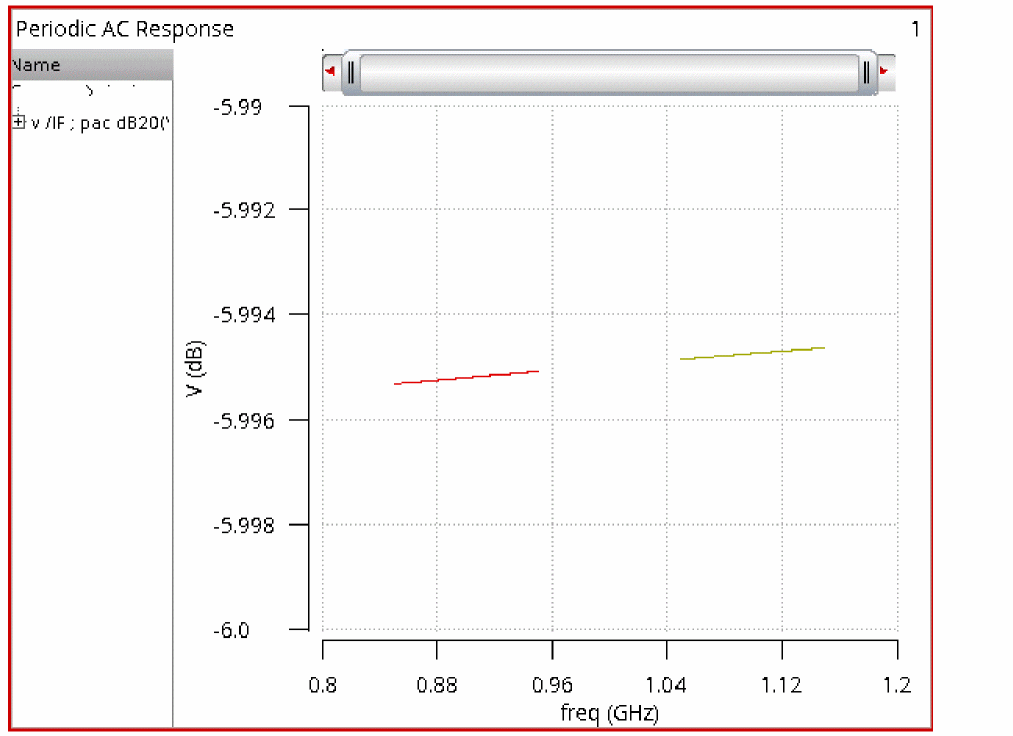 Periodic AC Response 1
Name
v /IF ; pac dB20(
-5.99
-5.992
-5.994
-5.996
-5.998
-6.0
V (dB)
0.8 0.88 0.96 1.04 1.12 1.2
freq (GHz)